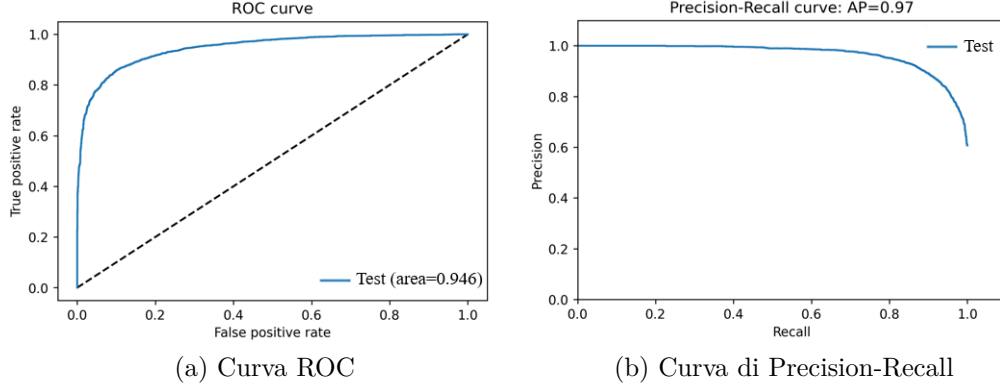 ROC curve
1.0
0.8
0.6
0.4
0.2
0.0
True positive rate
0.0 0.2 0.4 0.6 0.8 1.0
False positive rate
Test (area=0.946)
(a) Curva ROC
Precision-Recall curve: AP=0.97
1.0
0.8
0.6
0.4
0.2
0.0
Precision
0.0 0.2 0.4 0.6 0.8 1.0
Recall
Test
(b) Curva di Precision-Recall